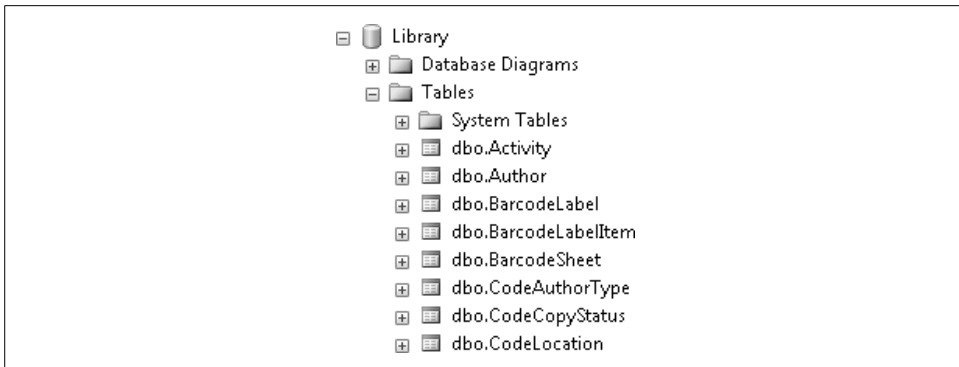 Library
Database Diagrams
Tables
System Tables
dbo.Activity
dbo.Author
dbo.BarcodeLabel
dbo.BarcodeLabelItem
dbo.BarcodeSheet
dbo.CodeAuthorType
dbo.CodeCopyStatus
dbo.CodeLocation